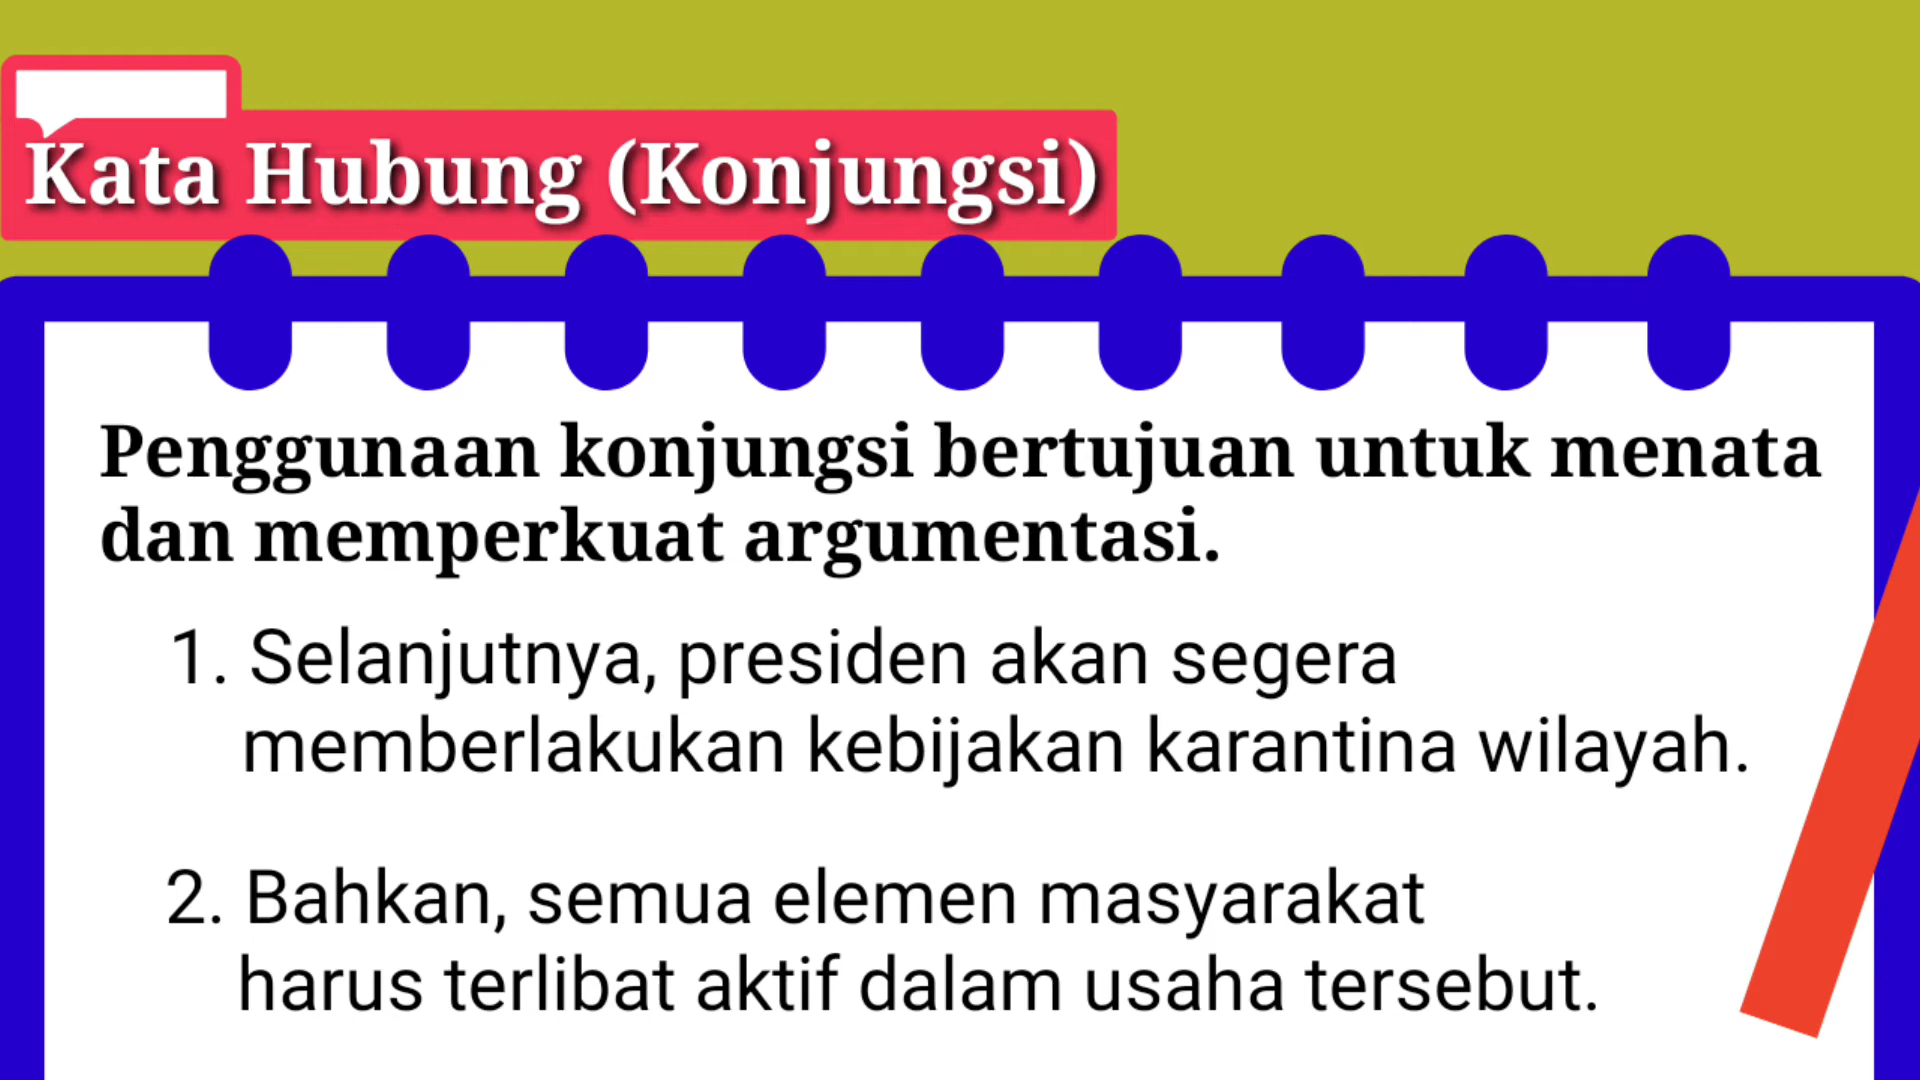 Kata Hubung (Konjungsi)
Penggunaan konjungsi bertujuan untuk menata
dan memperkuat argumentasi.
1. Selanjutnya, presiden akan segera
memberlakukan kebijakan karantina wilayah.
2. Bahkan, semua elemen masyarakat
harus terlibat aktif dalam usaha tersebut.